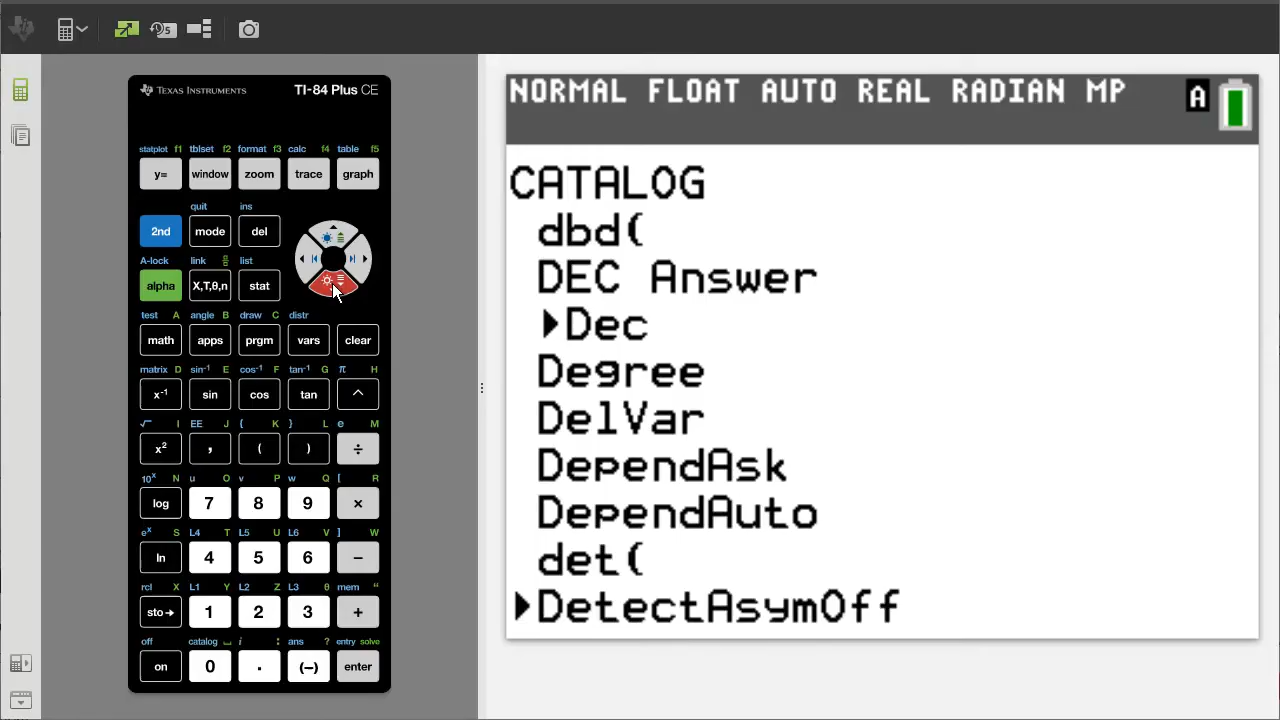 TEXAS INSTRUMENTS TI-84 Plus CE
statplot f1 tblset f2 format f3 calc f4 table f5
y= window zoom trace graph
quit ins
2nd mode del
A-lock link list
alpha X,T,θ,n stat
test A angle B draw C distr
math apps prgm vars clear
matrix D sin⁻¹ E cos⁻¹ F tan⁻¹ G π H
x⁻¹ sin cos tan ^
√ I EE J { K } L e M
x² , ( ) ÷
10ˣ N u O v P w Q [ R
log 7 8 9 ×
eˣ S L4 T L5 U L6 V ] W
ln 4 5 6 −
rcl X L1 Y L2 Z L3 θ mem “
sto→ 1 2 3 +
off catalog ␣ i : ans ? entry solve
on 0 . (−) enter
NORMAL FLOAT AUTO REAL RADIAN MP A
CATALOG
dbd(
DEC Answer
▶Dec
Degree
DelVar
DependAsk
DependAuto
det(
▶DetectAsymOff